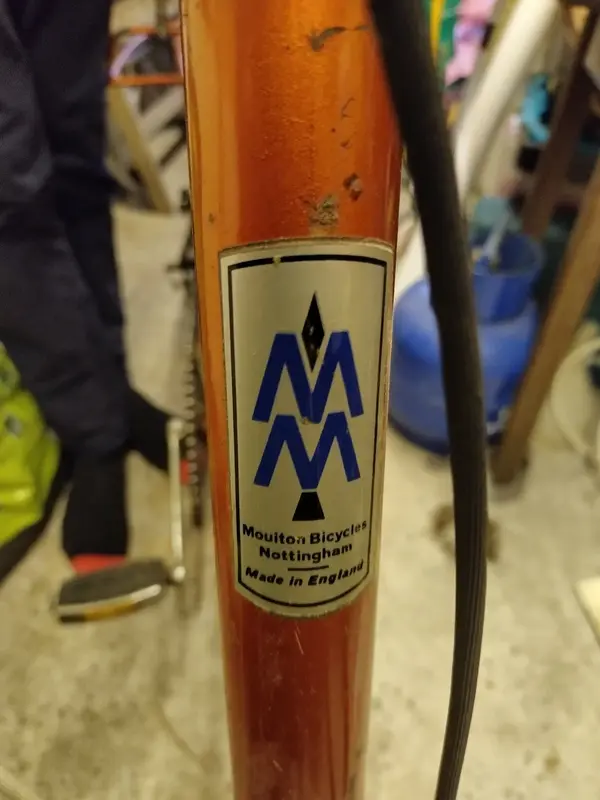 M
M
Moulton Bicycles
Nottingham
Made in England